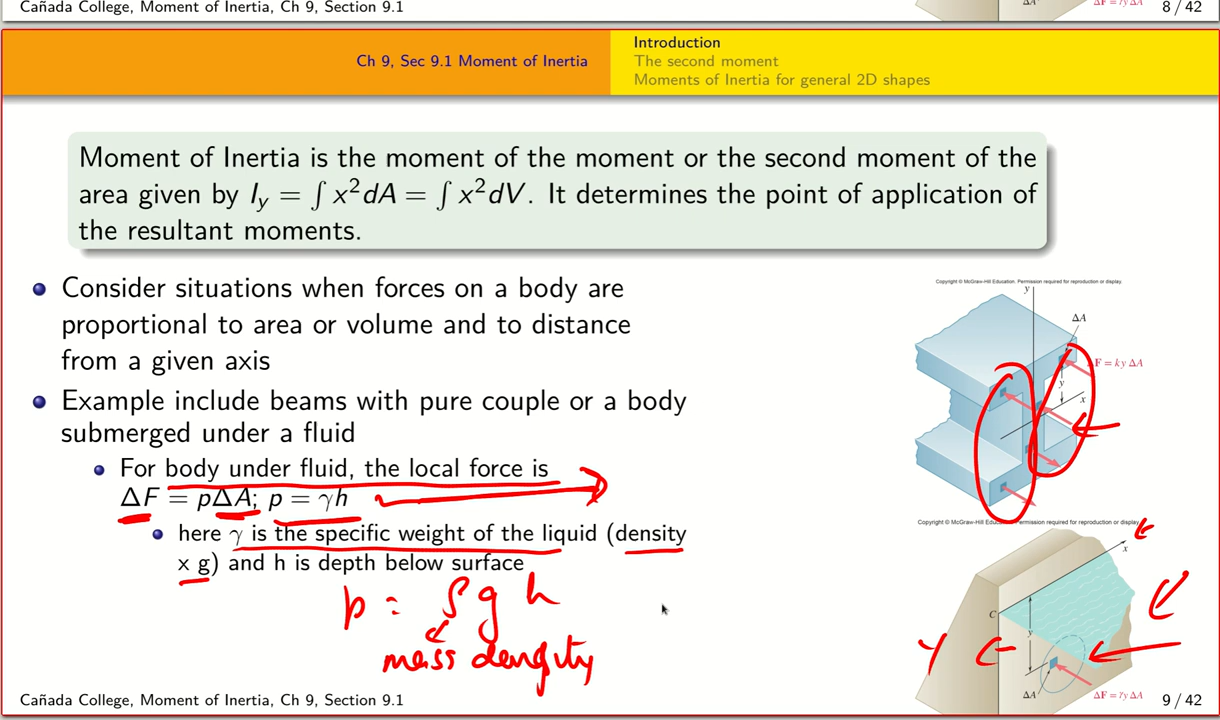 Cañada College, Moment of Inertia, Ch 9, Section 9.1
ΔF = γy ΔA
8 / 42
Ch 9, Sec 9.1 Moment of Inertia
Introduction
The second moment
Moments of Inertia for general 2D shapes
Moment of Inertia is the moment of the moment or the second moment of the
area given by I_y = ∫ x²dA = ∫ x²dV. It determines the point of application of
the resultant moments.
Consider situations when forces on a body are
proportional to area or volume and to distance
from a given axis
Example include beams with pure couple or a body
submerged under a fluid
For body under fluid, the local force is
ΔF = pΔA; p = γh
here γ is the specific weight of the liquid (density
x g) and h is depth below surface
p = ρ g h
mass density
Copyright © McGraw-Hill Education. Permission required for reproduction or display.
y
ΔA
F = ky ΔA
y
x
Copyright © McGraw-Hill Education. Permission required for reproduction or display.
x
C
y
ΔA
ΔF = γy ΔA
Cañada College, Moment of Inertia, Ch 9, Section 9.1
9 / 42